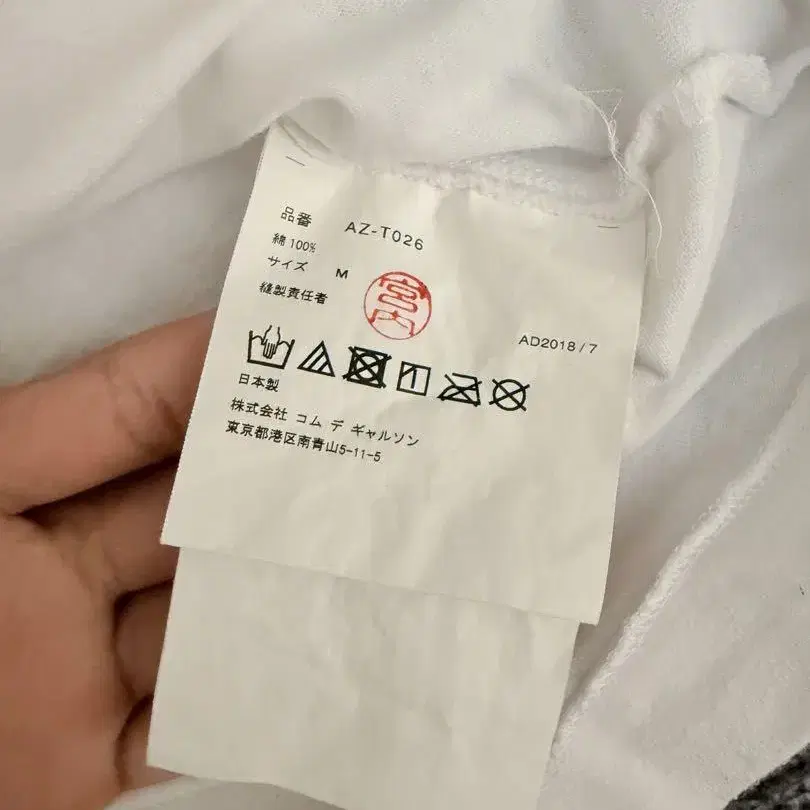 品番 AZ-T026
綿 100%
サイズ M
縫製責任者 宮内
AD2018/7
日本製
株式会社 コム デ ギャルソン
東京都港区南青山5-11-5